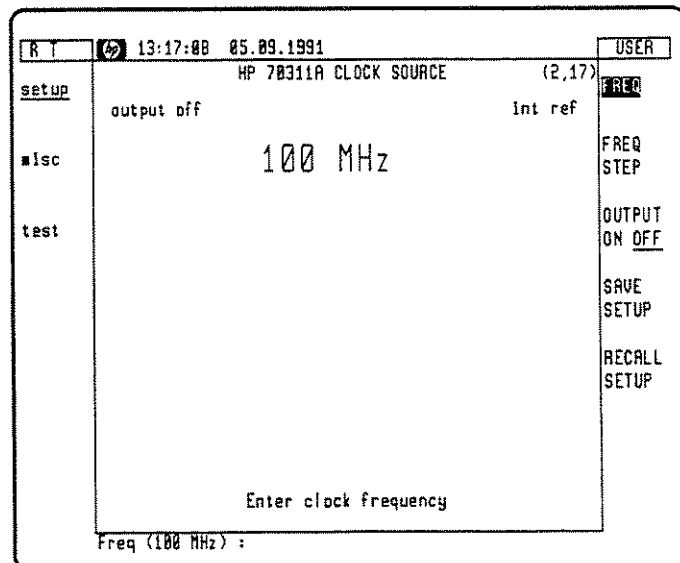 R T
hp 13:17:08 05.09.1991
USER
HP 70311A CLOCK SOURCE (2,17)
setup
FREQ
output off
int ref
misc
100 MHz
FREQ
STEP
test
OUTPUT
ON OFF
SAVE
SETUP
RECALL
SETUP
Enter clock frequency
Freq (100 MHz) :